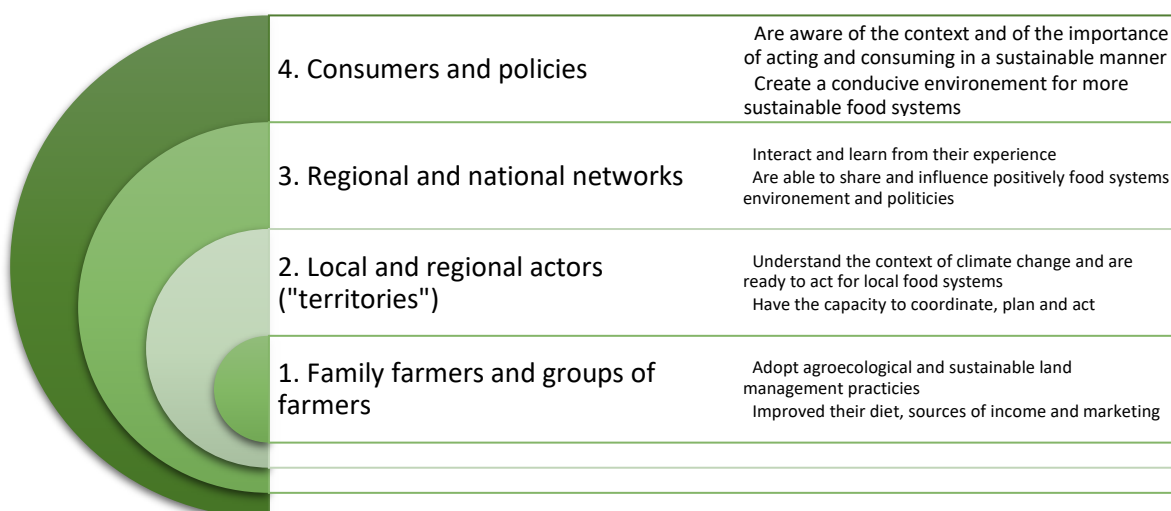 4. Consumers and policies
Are aware of the context and of the importance
of acting and consuming in a sustainable manner
Create a conducive environement for more
sustainable food systems
3. Regional and national networks
Interact and learn from their experience
Are able to share and influence positively food systems
environement and politicies
2. Local and regional actors
("territories")
Understand the context of climate change and are
ready to act for local food systems
Have the capacity to coordinate, plan and act
1. Family farmers and groups of
farmers
Adopt agroecological and sustainable land
management practicies
Improved their diet, sources of income and marketing